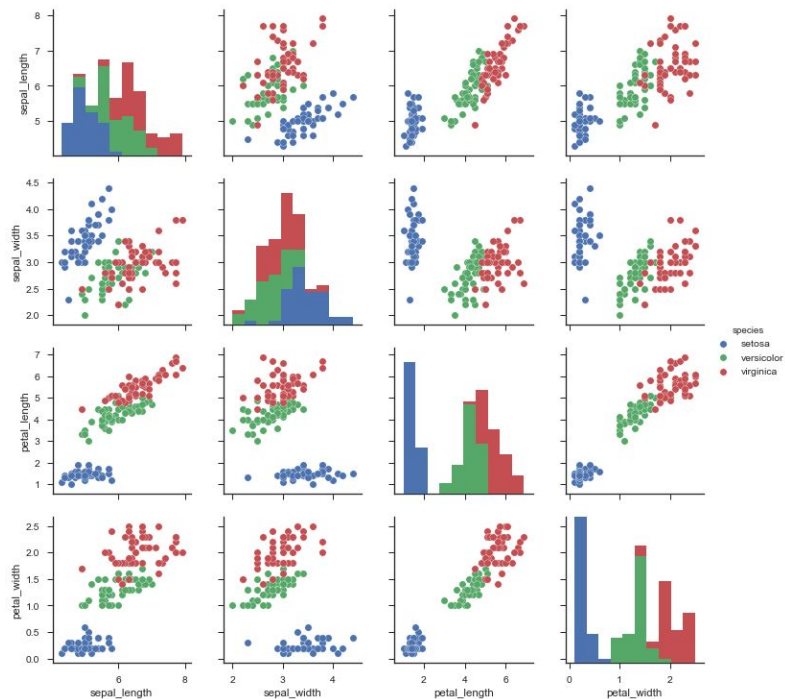 sepal_length
8
7
6
5
sepal_width
4.5
4.0
3.5
3.0
2.5
2.0
species
setosa
versicolor
virginica
petal_length
7
6
5
4
3
2
1
petal_width
2.5
2.0
1.5
1.0
0.5
0.0
6 8
sepal_length
2 3 4
sepal_width
2 4 6
petal_length
0 1 2
petal_width